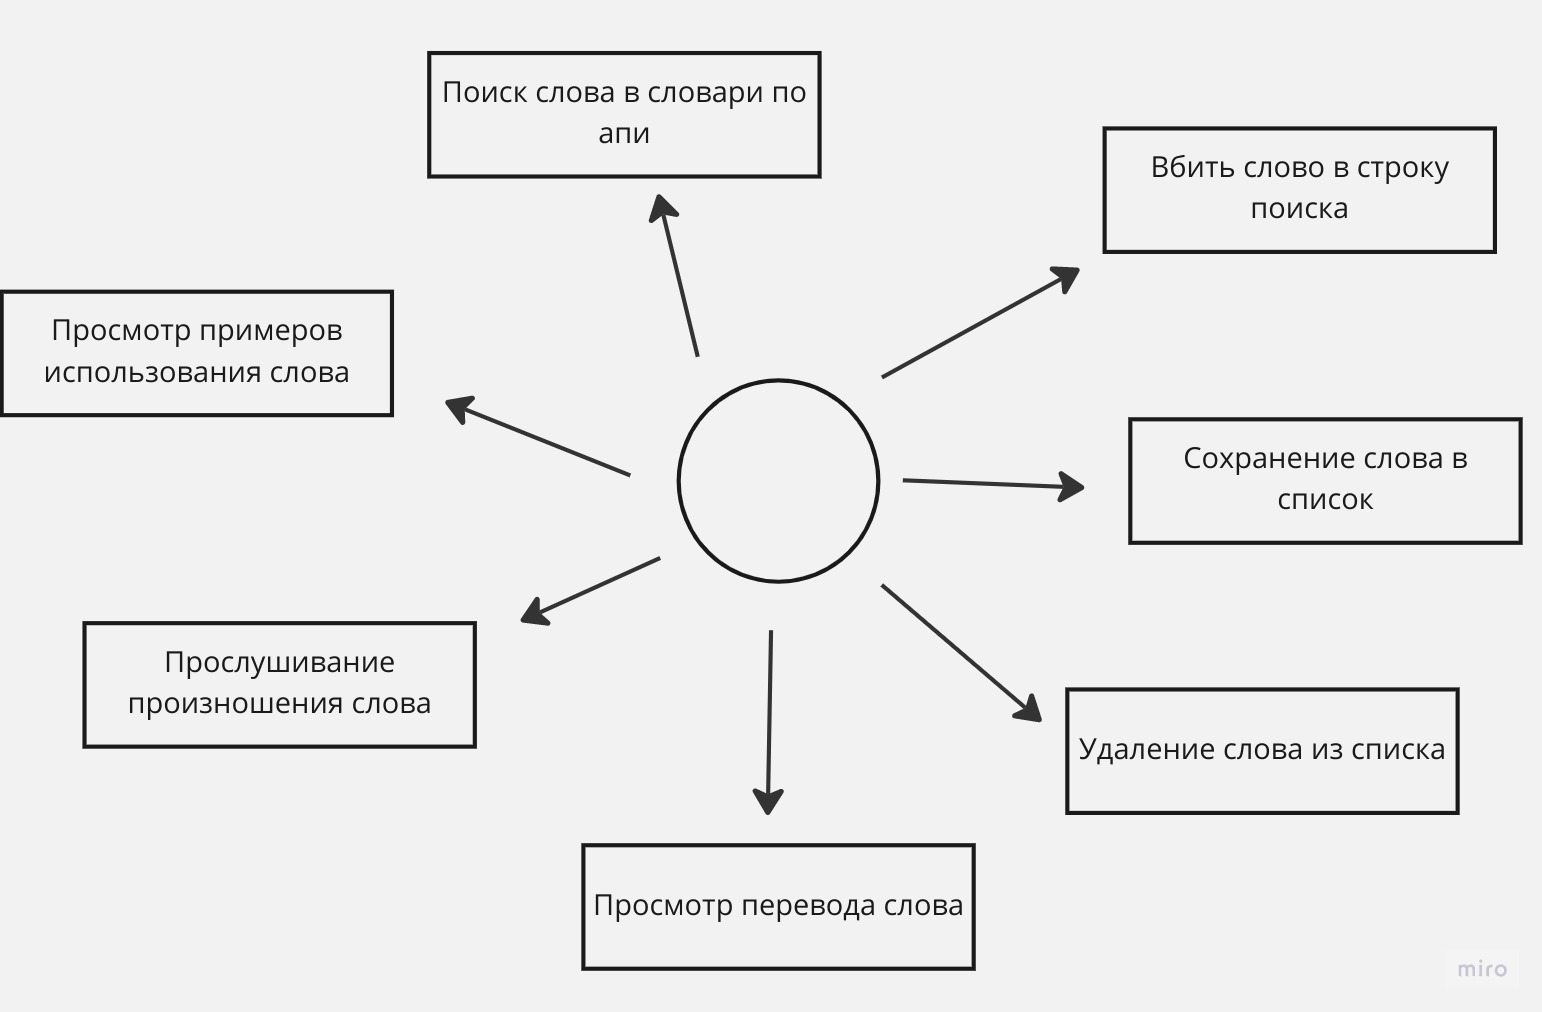 Поиск слова в словари по
апи
Вбить слово в строку
поиска
Просмотр примеров
использования слова
Сохранение слова в
список
Прослушивание
произношения слова
Удаление слова из списка
Просмотр перевода слова
miro